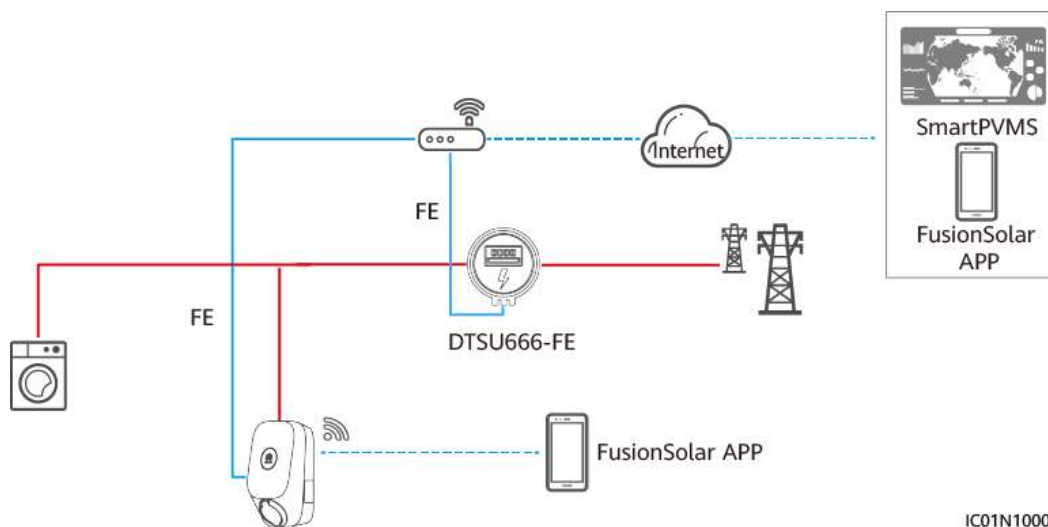 Internet
SmartPVMS
FusionSolar
APP
FE
FE
DTSU666-FE
FusionSolar APP
IC01N1000